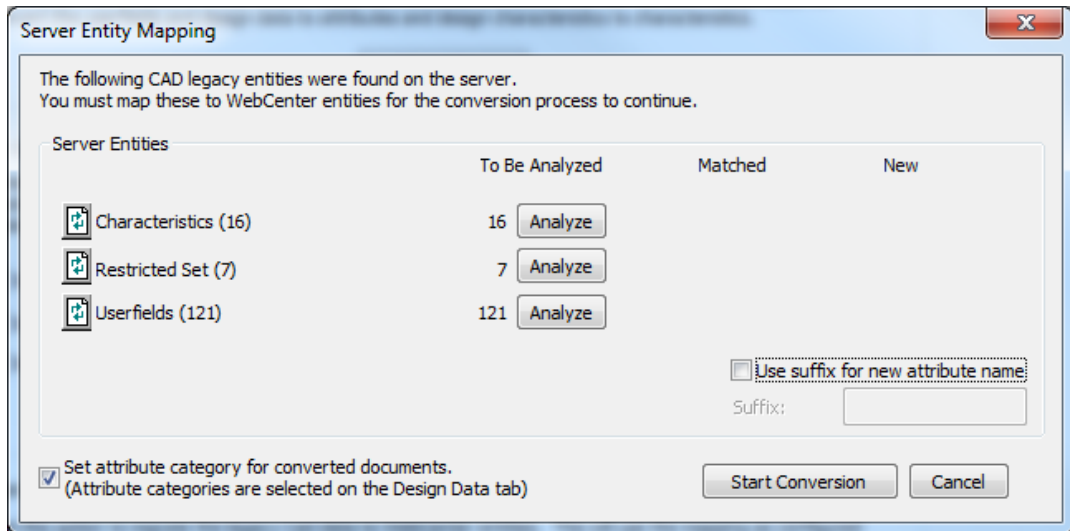 Server Entity Mapping
The following CAD legacy entities were found on the server.
You must map these to WebCenter entities for the conversion process to continue.
Server Entities
To Be Analyzed Matched New
Characteristics (16) 16 Analyze
Restricted Set (7) 7 Analyze
Userfields (121) 121 Analyze
Use suffix for new attribute name
Suffix:
Set attribute category for converted documents.
(Attribute categories are selected on the Design Data tab)
Start Conversion Cancel